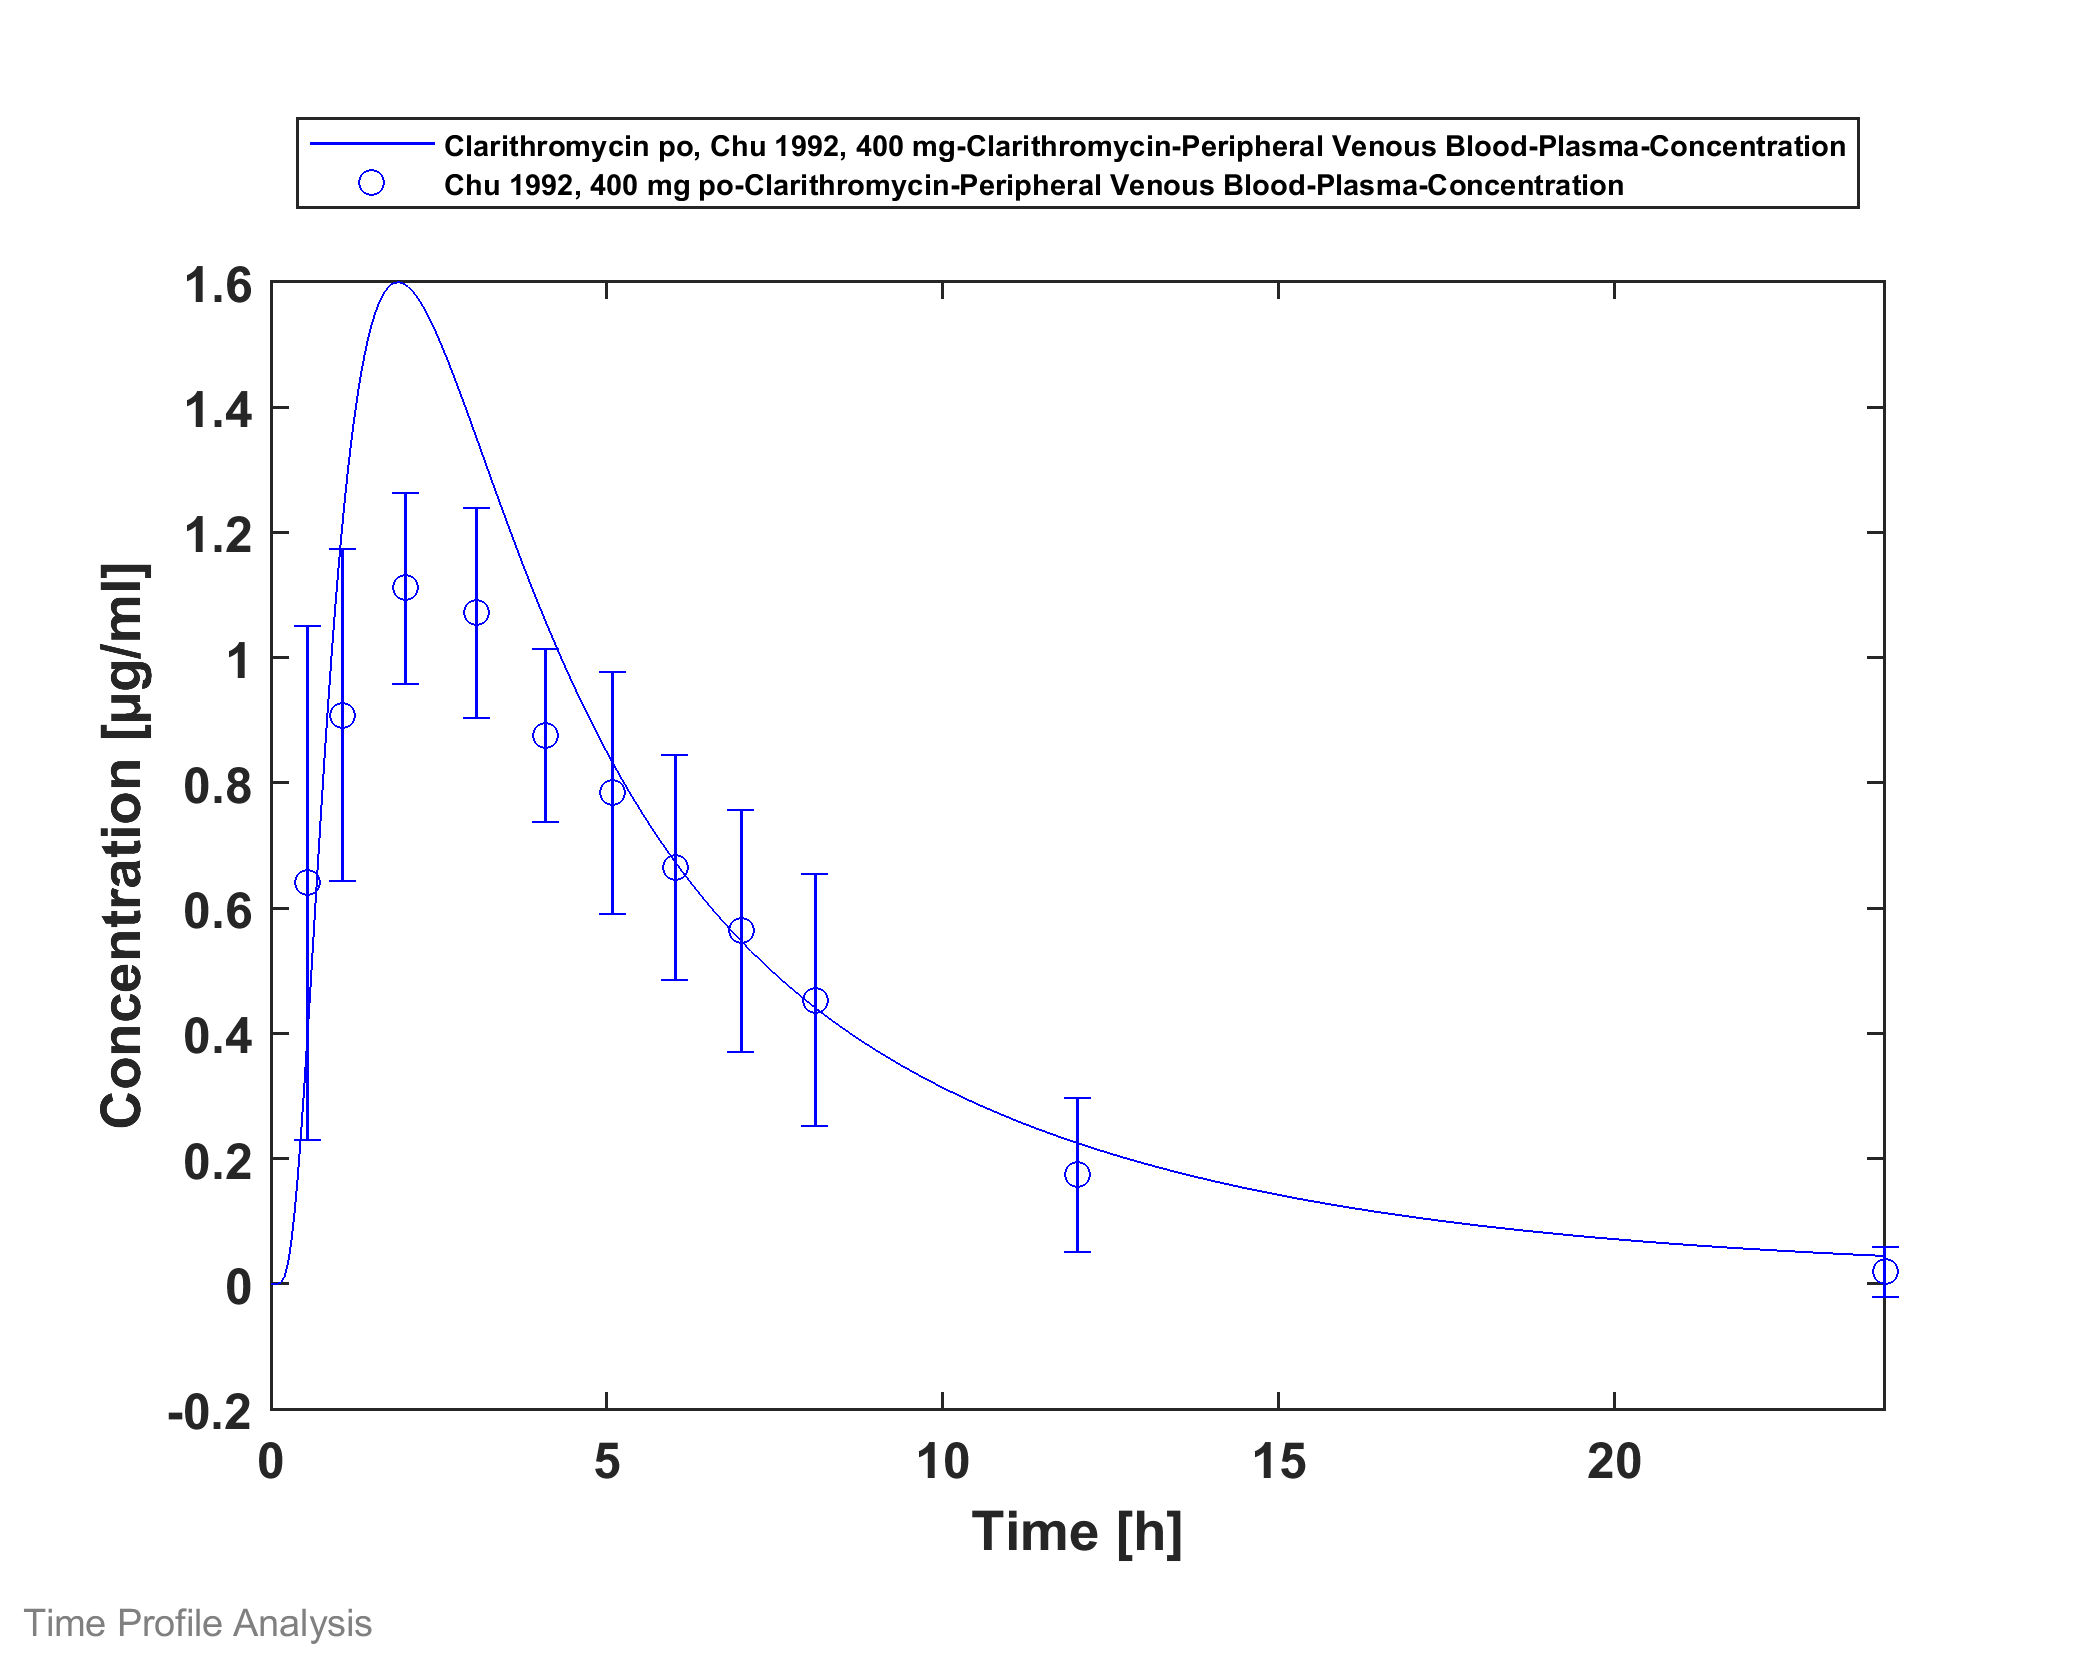 Clarithromycin po, Chu 1992, 400 mg-Clarithromycin-Peripheral Venous Blood-Plasma-Concentration
Chu 1992, 400 mg po-Clarithromycin-Peripheral Venous Blood-Plasma-Concentration
1.6
1.4
1.2
1
0.8
0.6
0.4
0.2
0
-0.2
Concentration [µg/ml]
0 5 10 15 20
Time [h]
Time Profile Analysis